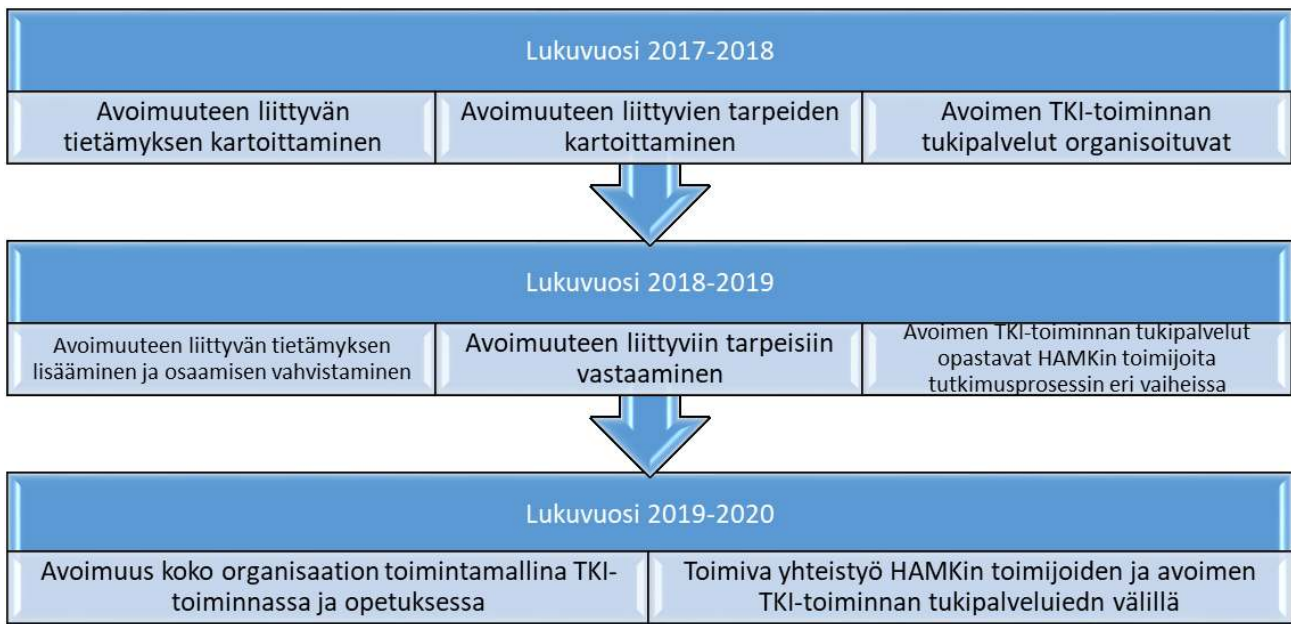 Lukuvuosi 2017-2018
Avoimuuteen liittyvän
tietämyksen kartoittaminen
Avoimuuteen liittyvien tarpeiden
kartoittaminen
Avoimen TKI-toiminnan
tukipalvelut organisoituvat
Lukuvuosi 2018-2019
Avoimuuteen liittyvän tietämyksen
lisääminen ja osaamisen vahvistaminen
Avoimuuteen liittyviin tarpeisiin
vastaaminen
Avoimen TKI-toiminnan tukipalvelut
opastavat HAMKin toimijoita
tutkimusprosessin eri vaiheissa
Lukuvuosi 2019-2020
Avoimuus koko organisaation toimintamallina TKI-
toiminnassa ja opetuksessa
Toimiva yhteistyö HAMKin toimijoiden ja avoimen
TKI-toiminnan tukipalveluiedn välillä